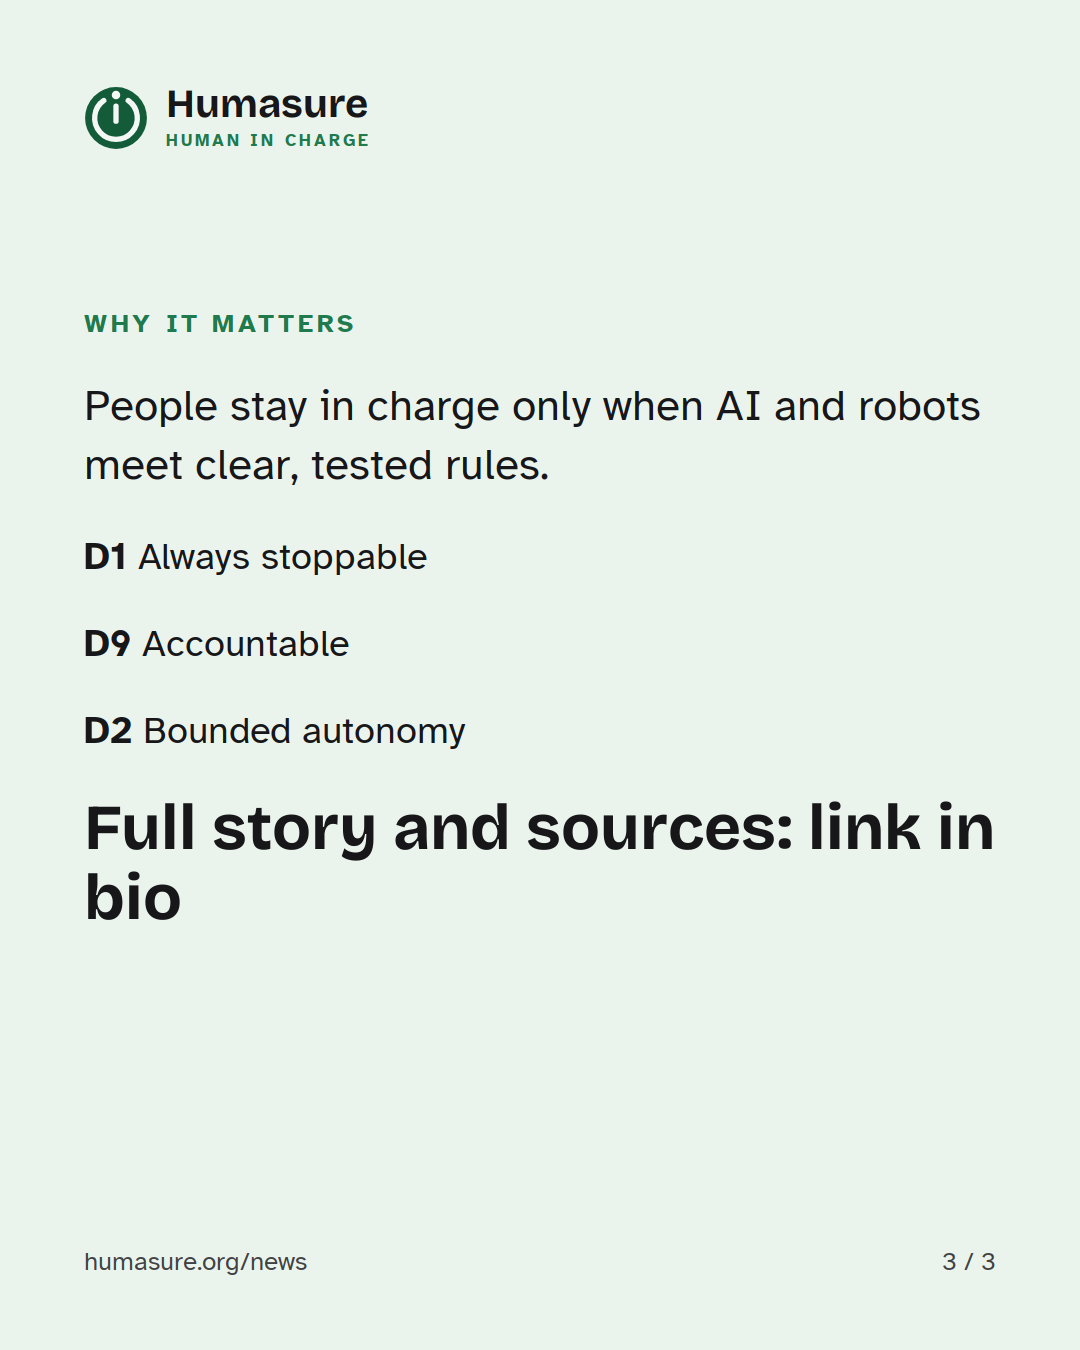 Humasure
HUMAN IN CHARGE
WHY IT MATTERS
People stay in charge only when AI and robots
meet clear, tested rules.
D1 Always stoppable
D9 Accountable
D2 Bounded autonomy
Full story and sources: link in
bio
humasure.org/news
3 / 3